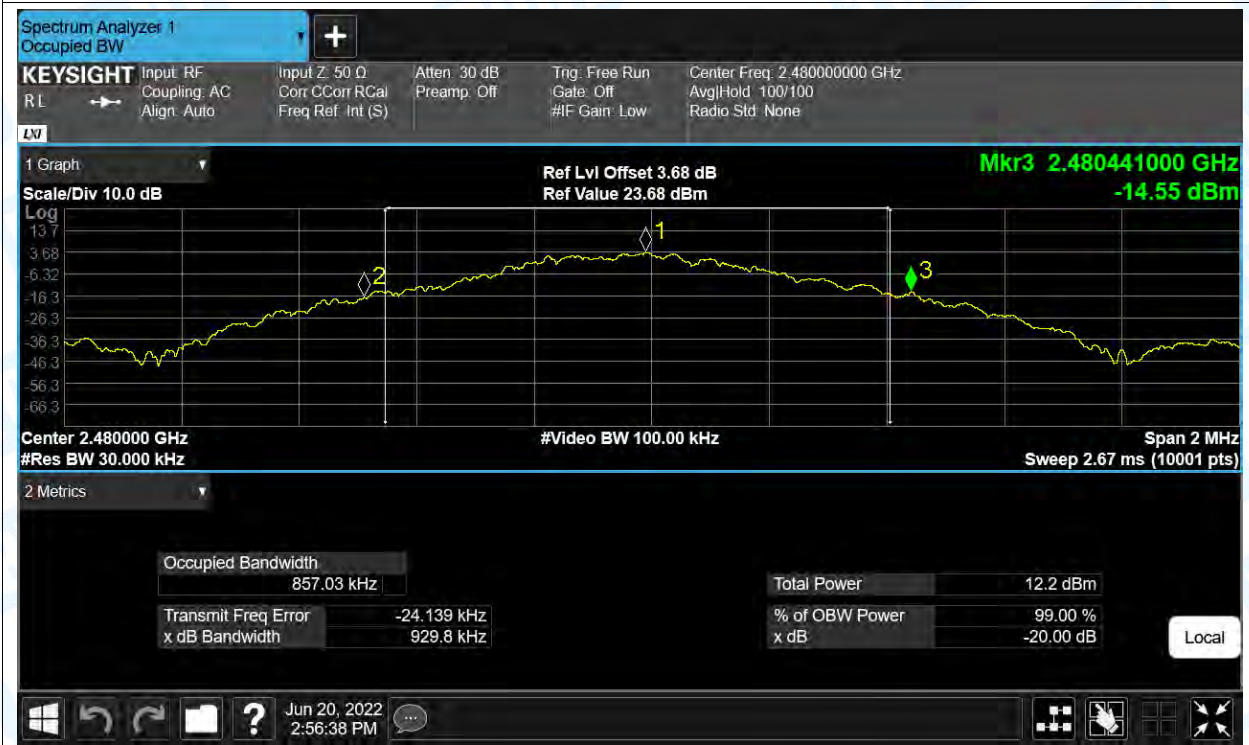 Spectrum Analyzer 1
Occupied BW
KEYSIGHT Input: RF Input Z: 50 Ω Atten: 30 dB Trig: Free Run Center Freq: 2.480000000 GHz
R L Coupling: AC Corr CCorr RCal Preamp: Off Gate: Off Avg|Hold: 100/100
Align: Auto Freq Ref: Int (S) #IF Gain: Low Radio Std: None
LXI
1 Graph Ref Lvl Offset 3.68 dB Mkr3 2.480441000 GHz
Scale/Div 10.0 dB Ref Value 23.68 dBm -14.55 dBm
Log
13.7
3.68
-6.32
-16.3
-26.3
-36.3
-46.3
-56.3
-66.3
1
2
3
Center 2.480000 GHz #Video BW 100.00 kHz Span 2 MHz
#Res BW 30.000 kHz Sweep 2.67 ms (10001 pts)
2 Metrics
Occupied Bandwidth
857.03 kHz Total Power 12.2 dBm
Transmit Freq Error -24.139 kHz % of OBW Power 99.00 %
x dB Bandwidth 929.8 kHz x dB -20.00 dB
Local
? Jun 20, 2022
2:56:38 PM